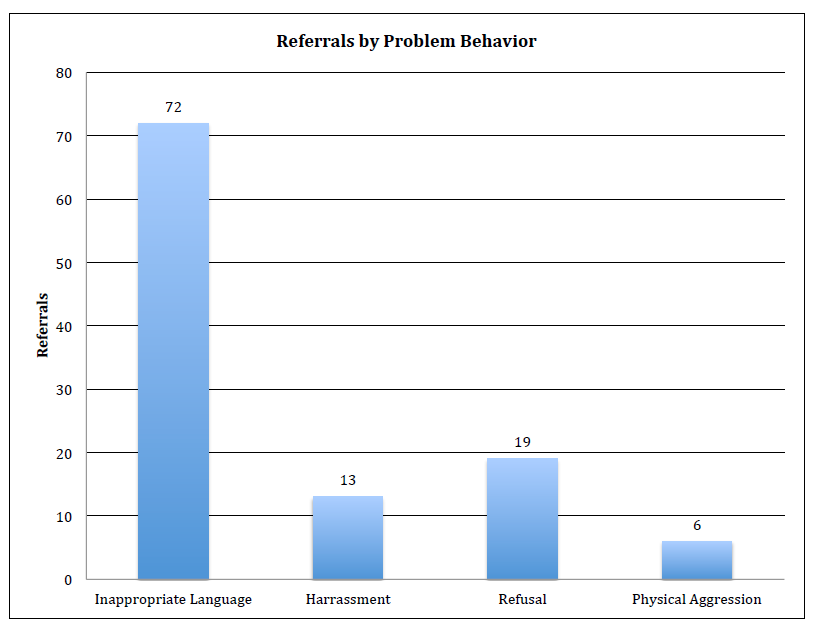 Referrals by Problem Behavior
80
70
60
50
40
30
20
10
0
Referrals
72
13
19
6
Inappropriate Language
Harrassment
Refusal
Physical Aggression